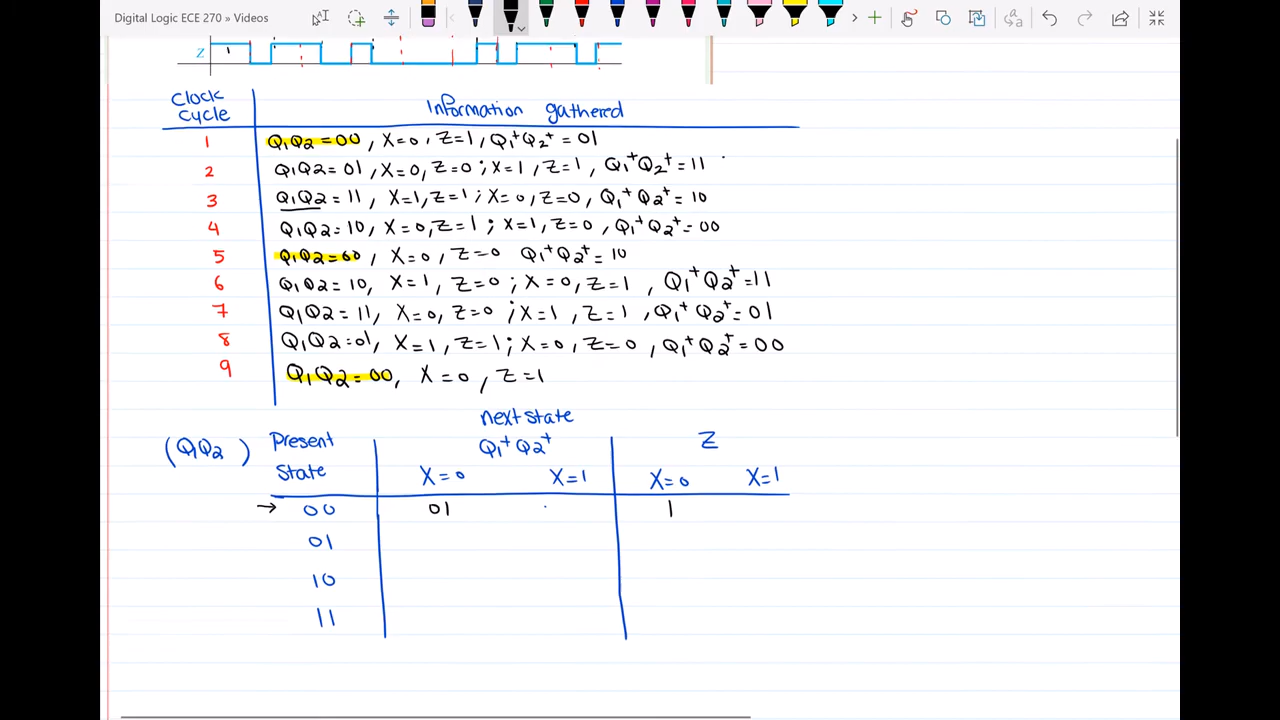 Digital Logic ECE 270 » Videos
Z
Clock Cycle | Information gathered
1 | Q1Q2 = 00, X=0, Z=1, Q1⁺Q2⁺ = 01
2 | Q1Q2 = 01, X=0, Z=0; X=1, Z=1, Q1⁺Q2⁺ = 11
3 | Q1Q2 = 11, X=1, Z=1; X=0, Z=0, Q1⁺Q2⁺ = 10
4 | Q1Q2 = 10, X=0, Z=1; X=1, Z=0, Q1⁺Q2⁺ = 00
5 | Q1Q2=00, X=0, Z=0 Q1⁺Q2⁺ = 10
6 | Q1Q2 = 10, X=1, Z=0; X=0, Z=1, Q1⁺Q2⁺=11
7 | Q1Q2 = 11, X=0, Z=0; X=1, Z=1, Q1⁺Q2⁺=01
8 | Q1Q2=01, X=1, Z=1; X=0, Z=0, Q1⁺Q2⁺=00
9 | Q1Q2=00, X=0, Z=1
next state
(QQ2) Present State | Q1⁺Q2⁺ | Z
X=0 X=1 | X=0 X=1
→ 00 | 01 | 1
01
10
11